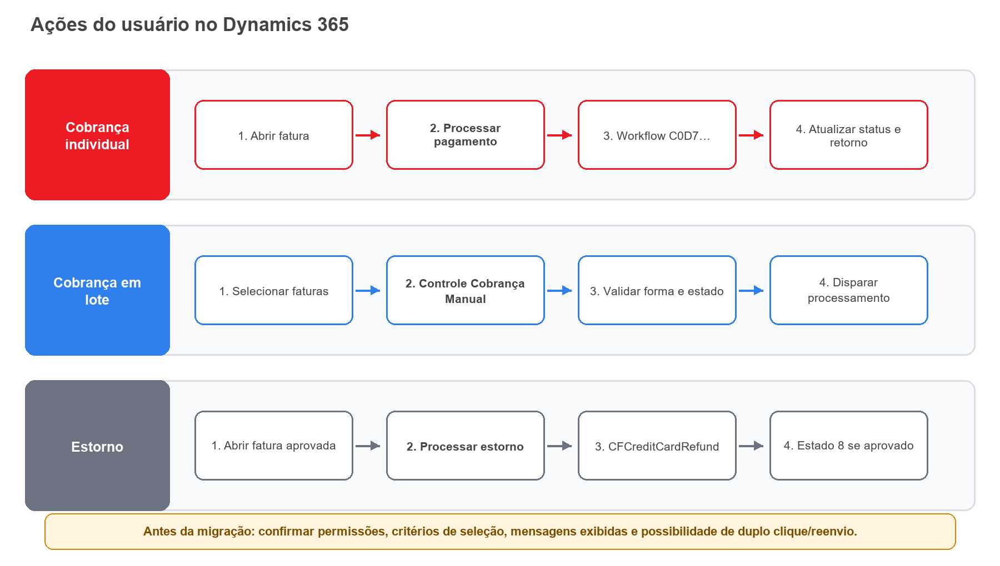 Ações do usuário no Dynamics 365
Cobrança
individual
1. Abrir fatura
2. Processar
pagamento
3. Workflow C0D7…
4. Atualizar status e
retorno
Cobrança em
lote
1. Selecionar faturas
2. Controle Cobrança
Manual
3. Validar forma e estado
4. Disparar
processamento
Estorno
1. Abrir fatura aprovada
2. Processar estorno
3. CFCreditCardRefund
4. Estado 8 se aprovado
Antes da migração: confirmar permissões, critérios de seleção, mensagens exibidas e possibilidade de duplo clique/reenvio.